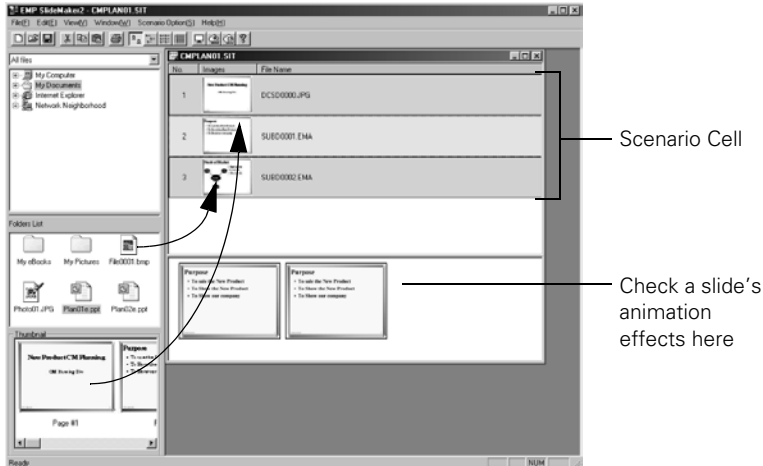 EMP SlideMaker2 - CMPLAN01.SIT
File(F) Edit(E) View(V) Window(W) Scenario Option(S) Help(H)
All files
My Computer
My Documents
Internet Explorer
Network Neighborhood
Folders List
My eBooks
My Pictures
File0001.bmp
Photo01.JPG
Plan01e.ppt
Plan02e.ppt
Thumbnail
New Product CM Planning
Page #1
Purpose
CMPLAN01.SIT
No. Images File Name
New Product CM Planning
1 DCSD0000.JPG
Purpose
2 SUBD0001.EMA
3 SUBD0002.EMA
Purpose
· To sale the New Product
· To Show the New Product
· To Show our company
Purpose
· To sale the New Product
· To Show the New Product
· To Show our company
Scenario Cell
Check a slide's
animation
effects here
Ready
NUM